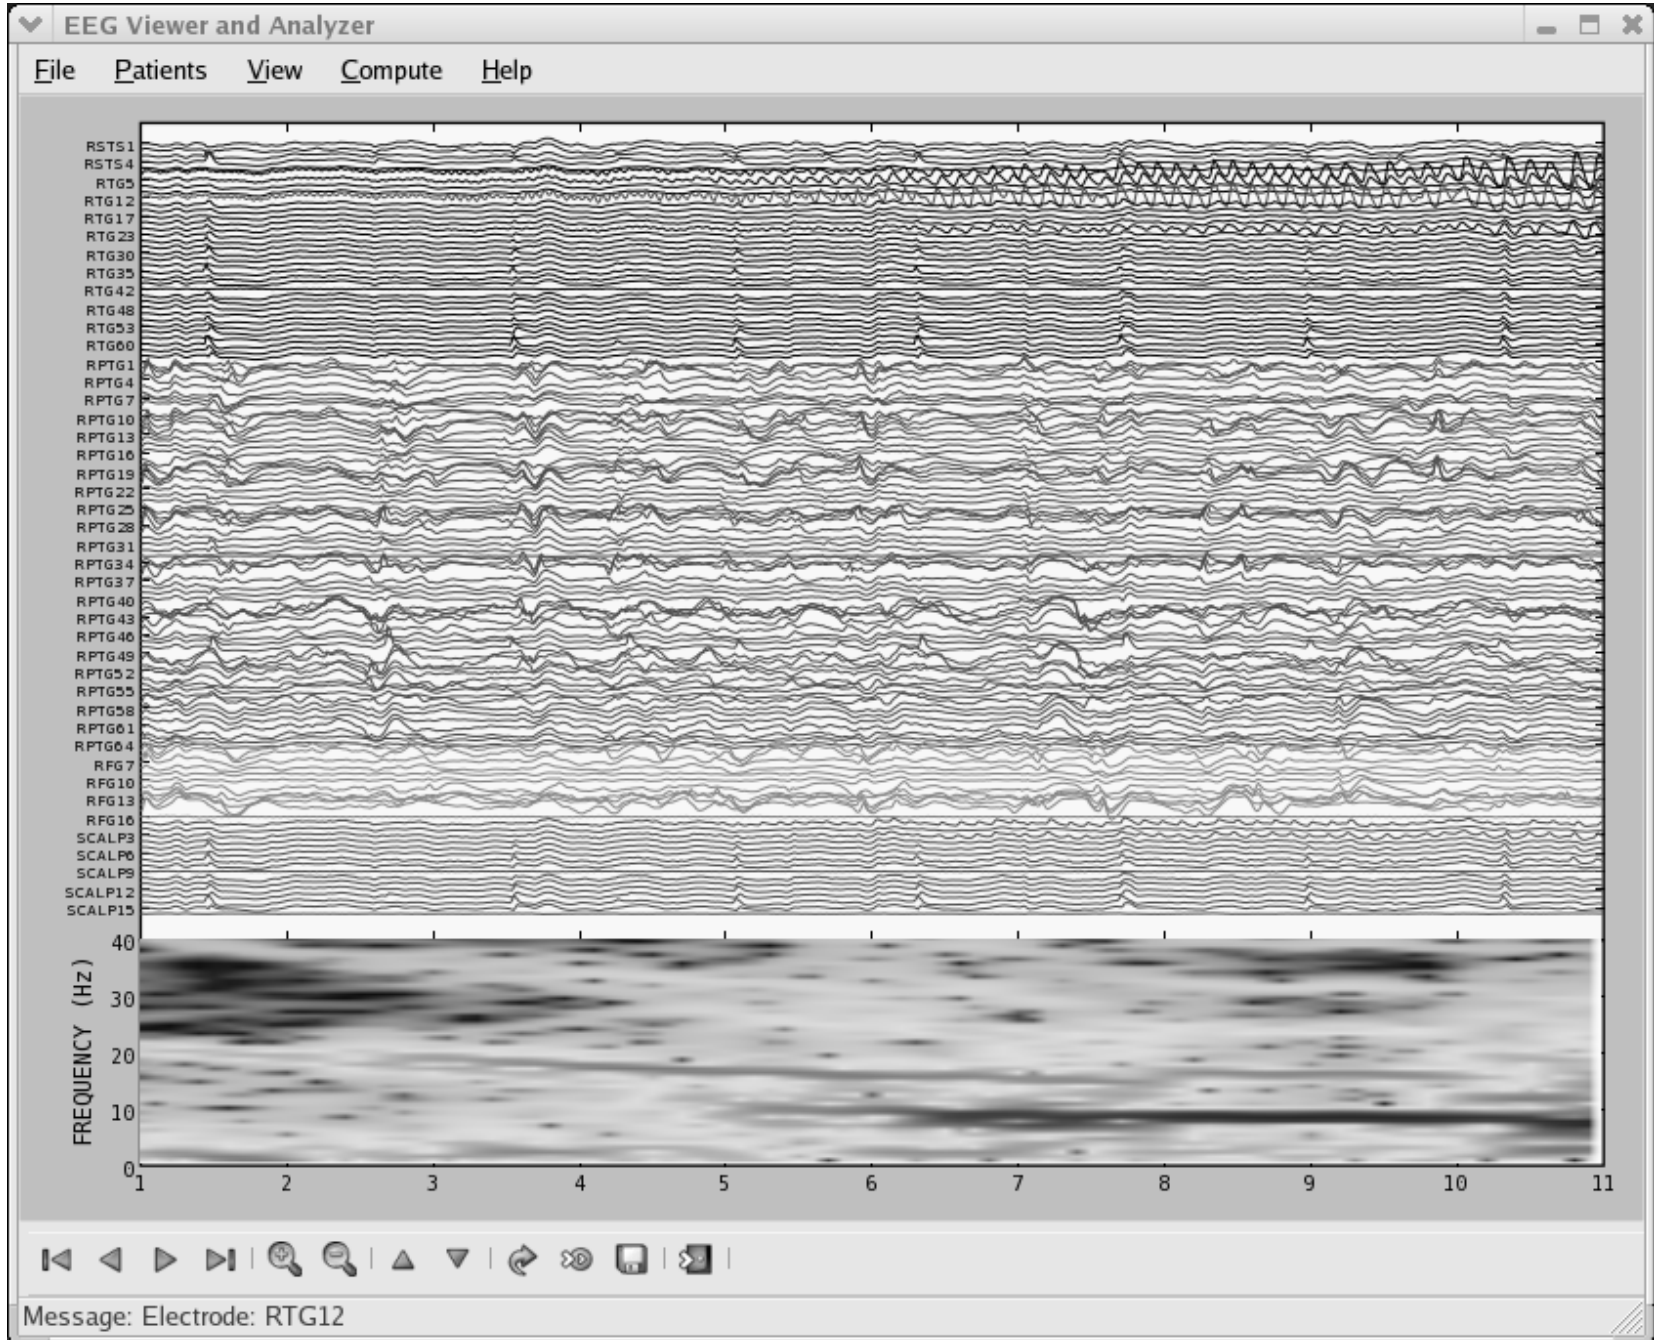 EEG Viewer and Analyzer
File Patients View Compute Help
RSTS1
RSTS4
RTG5
RTG12
RTG17
RTG23
RTG30
RTG35
RTG42
RTG48
RTG53
RTG60
RPTG1
RPTG4
RPTG7
RPTG10
RPTG13
RPTG16
RPTG19
RPTG22
RPTG25
RPTG28
RPTG31
RPTG34
RPTG37
RPTG40
RPTG43
RPTG46
RPTG49
RPTG52
RPTG55
RPTG58
RPTG61
RPTG64
RFG7
RFG10
RFG13
RFG16
SCALP3
SCALP6
SCALP9
SCALP12
SCALP15
40
30
20
10
0
FREQUENCY (Hz)
1 2 3 4 5 6 7 8 9 10 11
Message: Electrode: RTG12